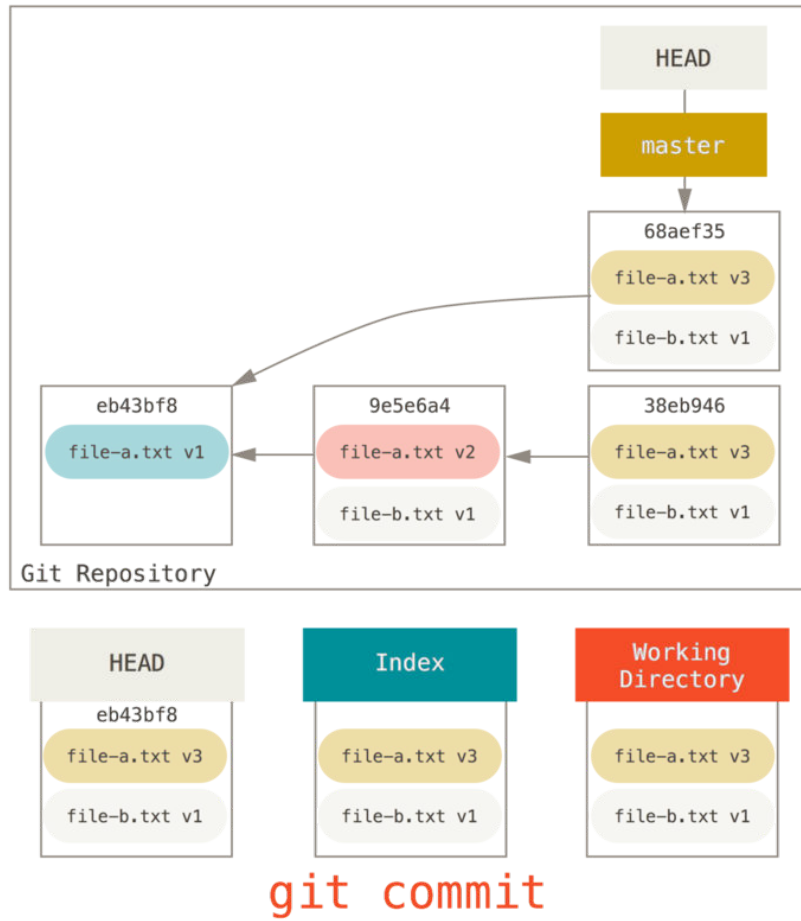 HEAD
master
68aef35
file-a.txt v3
file-b.txt v1
eb43bf8
file-a.txt v1
9e5e6a4
file-a.txt v2
file-b.txt v1
38eb946
file-a.txt v3
file-b.txt v1
Git Repository
HEAD
eb43bf8
file-a.txt v3
file-b.txt v1
Index
file-a.txt v3
file-b.txt v1
Working
Directory
file-a.txt v3
file-b.txt v1
git commit